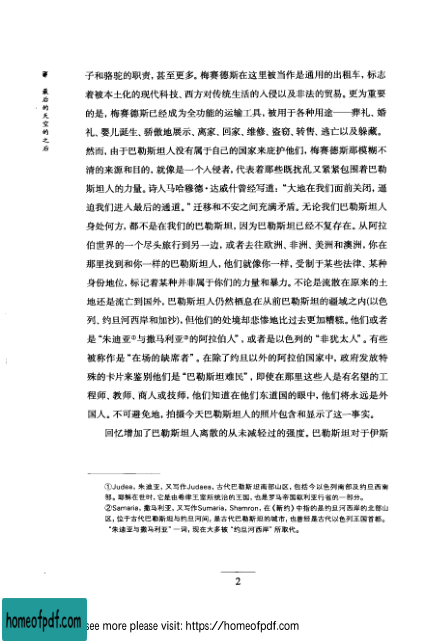 最后的天空的之后
子和骆驼的职责，甚至更多。梅赛德斯在这里被当作是通用的出租车，标志
着被本土化的现代科技、西方对传统生活的入侵以及非法的贸易。更为重要
的是，梅赛德斯已经成为全功能的运输工具，被用于各种用途——葬礼、婚
礼、婴儿诞生、骄傲地展示、离家、回家、维修、盗窃、转售、逃亡以及躲藏。
然而，由于巴勒斯坦人没有属于自己的国家来庇护他们，梅赛德斯那模糊不
清的来源和目的，就像是一个入侵者，代表着那些既扰乱又紧紧包围着巴勒
斯坦人的力量。诗人马哈穆德·达威什曾经写道：“大地在我们面前关闭，逼
迫我们进入最后的通道。”迁移和不安之间充满矛盾。无论我们巴勒斯坦人
身处何方，都不是在我们的巴勒斯坦，因为巴勒斯坦已经不复存在。从阿拉
伯世界的一个尽头旅行到另一边，或者去往欧洲、非洲、美洲和澳洲，你在
那里找到和你一样的巴勒斯坦人，他们就像你一样，受制于某些法律、某种
身份地位，标记着某种并非属于你们的力量和暴力。不论是流散在原来的土
地还是流亡到国外，巴勒斯坦人仍然栖息在从前巴勒斯坦的疆域之内(以色
列、约旦河西岸和加沙)，但他们的处境却悲惨地比过去更加糟糕。他们或者
是“朱迪亚①与撒马利亚②的阿拉伯人”，或者是以色列的“非犹太人”。有些
被称作是“在场的缺席者”。在除了约旦以外的阿拉伯国家中，政府发放特
殊的卡片来鉴别他们是“巴勒斯坦难民”，即使在那里这些人是有名望的工
程师、教师、商人或技师，他们知道在他们东道国的眼中，他们将永远是外
国人。不可避免地，拍摄今天巴勒斯坦人的照片包含和显示了这一事实。
回忆增加了巴勒斯坦人离散的从未减轻过的强度。巴勒斯坦对于伊斯
①Judea，朱迪亚，又写作Judaea，古代巴勒斯坦南部山区，包括今以色列南部及约旦西南
部。耶稣在世时，它是由希律王室所统治的王国，也是罗马帝国叙利亚行省的一部分。
②Samaria，撒马利亚，又写作Sumaria，Shamron，在《新约》中指的是约旦河西岸的北部山
区，位于古代巴勒斯坦与约旦河间，是古代巴勒斯坦的城市，也曾经是古代以色列王国首都。
“朱迪亚与撒马利亚”一词，现在大多被“约旦河西岸”所取代。
2
homeofpdf.com
see more please visit: https://homeofpdf.com